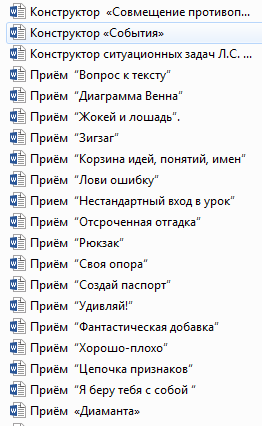 Конструктор «Совмещение противоп...
Конструктор «События»
Конструктор ситуационных задач Л.С. ...
Приём "Вопрос к тексту"
Приём "Диаграмма Венна"
Приём "Жокей и лошадь".
Приём "Зигзаг"
Приём "Корзина идей, понятий, имен"
Приём "Лови ошибку"
Приём "Нестандартный вход в урок"
Приём "Отсроченная отгадка"
Приём "Рюкзак"
Приём "Своя опора"
Приём "Создай паспорт"
Приём "Удивляй!"
Приём "Фантастическая добавка"
Приём "Хорошо-плохо"
Приём "Цепочка признаков"
Приём "Я беру тебя с собой "
Приём «Диаманта»